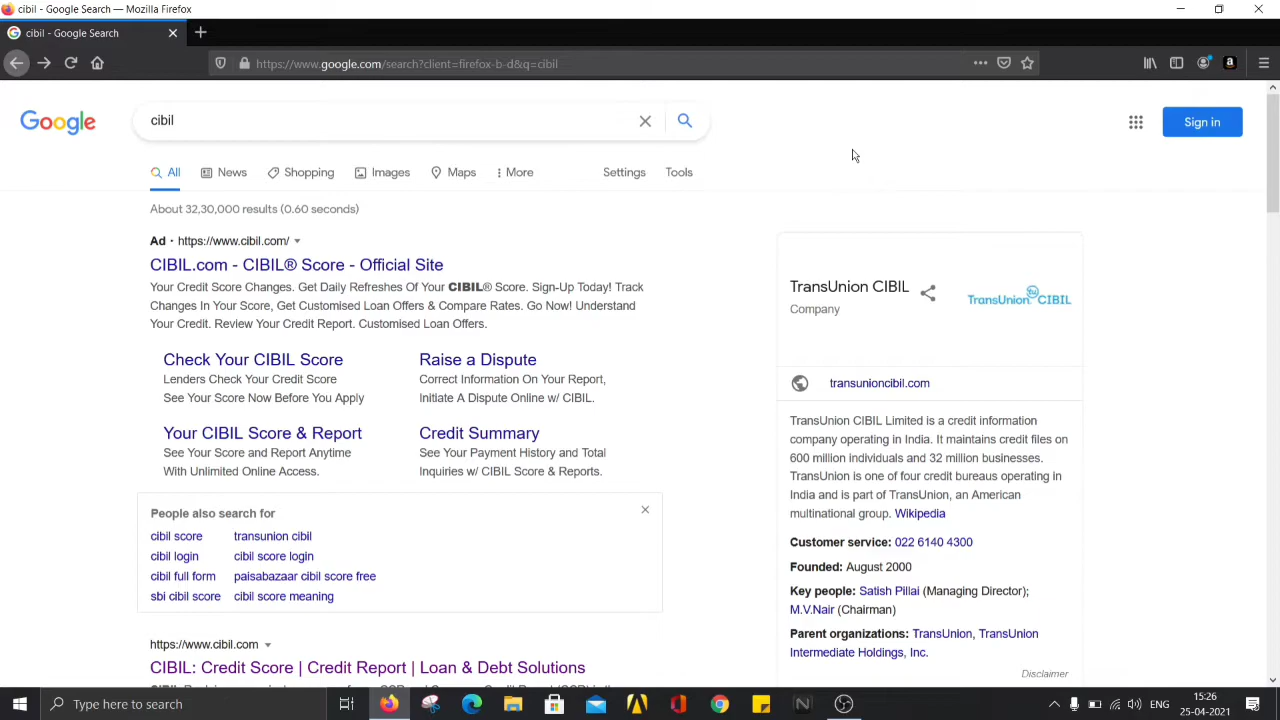 cibil - Google Search — Mozilla Firefox
cibil - Google Search
https://www.google.com/search?client=firefox-b-d&q=cibil
Google
cibil
Sign in
All News Shopping Images Maps More Settings Tools
About 32,30,000 results (0.60 seconds)
Ad · https://www.cibil.com/
CIBIL.com - CIBIL® Score - Official Site
Your Credit Score Changes. Get Daily Refreshes Of Your CIBIL® Score. Sign-Up Today! Track
Changes In Your Score, Get Customised Loan Offers & Compare Rates. Go Now! Understand
Your Credit. Review Your Credit Report. Customised Loan Offers.
Check Your CIBIL Score
Lenders Check Your Credit Score
See Your Score Now Before You Apply
Raise a Dispute
Correct Information On Your Report,
Initiate A Dispute Online w/ CIBIL.
Your CIBIL Score & Report
See Your Score and Report Anytime
With Unlimited Online Access.
Credit Summary
See Your Payment History and Total
Inquiries w/ CIBIL Score & Reports.
People also search for
cibil score transunion cibil
cibil login cibil score login
cibil full form paisabazaar cibil score free
sbi cibil score cibil score meaning
https://www.cibil.com
CIBIL: Credit Score | Credit Report | Loan & Debt Solutions
TransUnion CIBIL
Company
TransUnion CIBIL
transunioncibil.com
TransUnion CIBIL Limited is a credit information
company operating in India. It maintains credit files on
600 million individuals and 32 million businesses.
TransUnion is one of four credit bureaus operating in
India and is part of TransUnion, an American
multinational group. Wikipedia
Customer service: 022 6140 4300
Founded: August 2000
Key people: Satish Pillai (Managing Director);
M.V.Nair (Chairman)
Parent organizations: TransUnion, TransUnion
Intermediate Holdings, Inc.
Disclaimer
Type here to search
ENG
15:26
25-04-2021